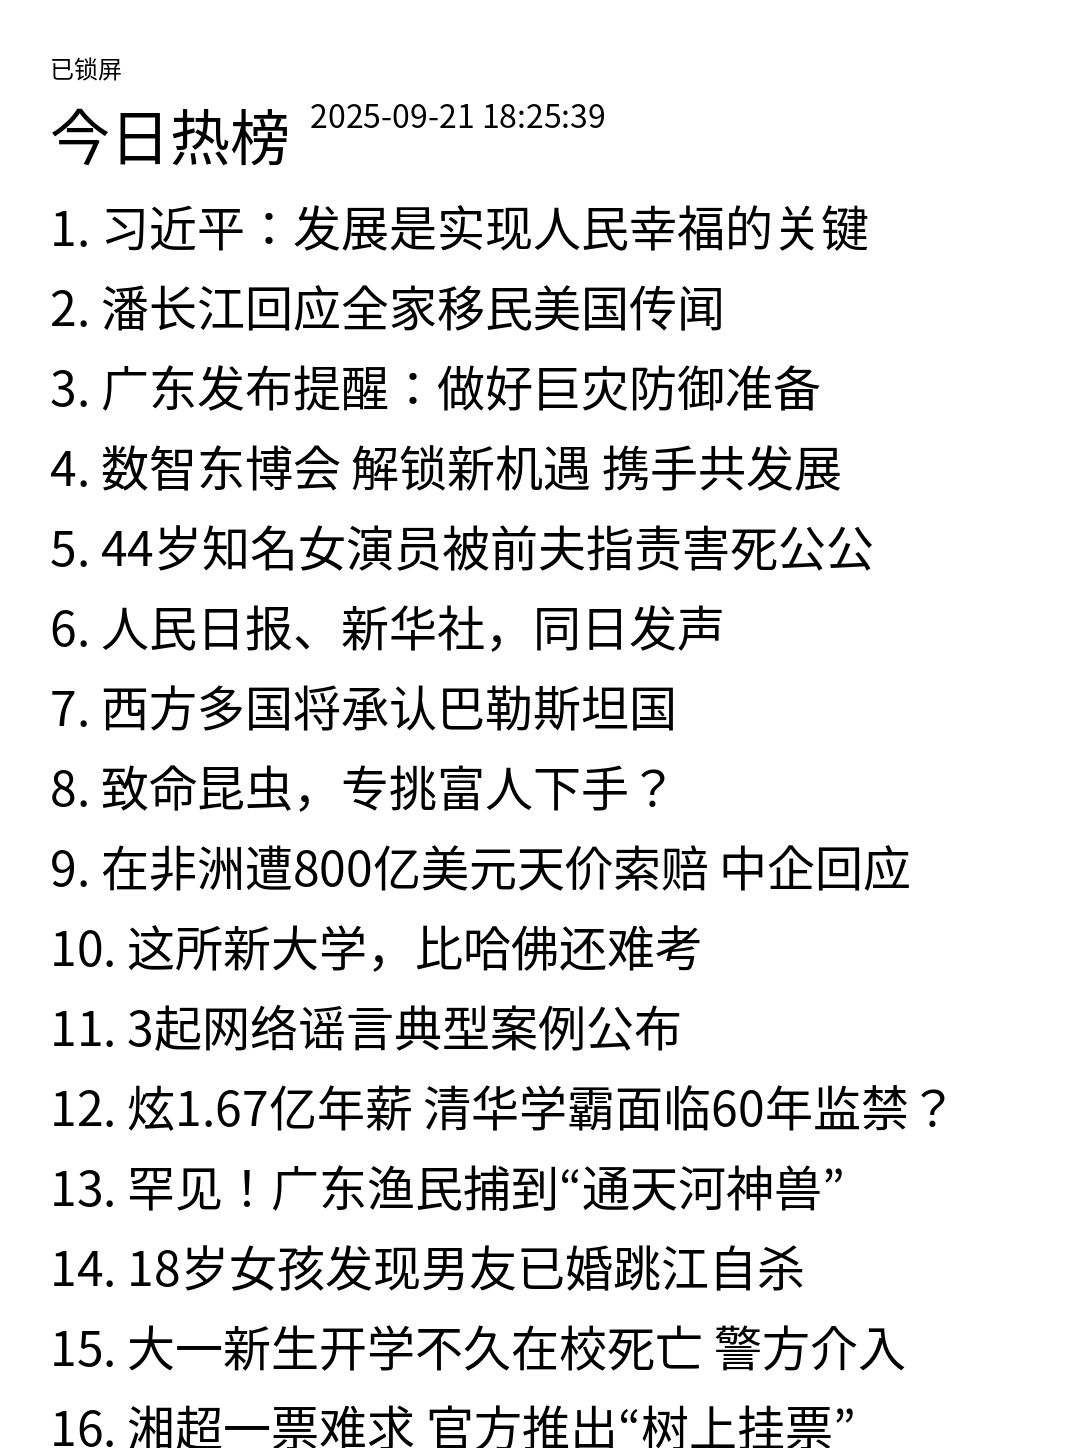 已锁屏
今日热榜 2025-09-21 18:25:39
1. 习近平：发展是实现人民幸福的关键
2. 潘长江回应全家移民美国传闻
3. 广东发布提醒：做好巨灾防御准备
4. 数智东博会 解锁新机遇 携手共发展
5. 44岁知名女演员被前夫指责害死公公
6. 人民日报、新华社，同日发声
7. 西方多国将承认巴勒斯坦国
8. 致命昆虫，专挑富人下手？
9. 在非洲遭800亿美元天价索赔 中企回应
10. 这所新大学，比哈佛还难考
11. 3起网络谣言典型案例公布
12. 炫1.67亿年薪 清华学霸面临60年监禁？
13. 罕见！广东渔民捕到“通天河神兽”
14. 18岁女孩发现男友已婚跳江自杀
15. 大一新生开学不久在校死亡 警方介入
16. 湘超一票难求 官方推出“树上挂票”